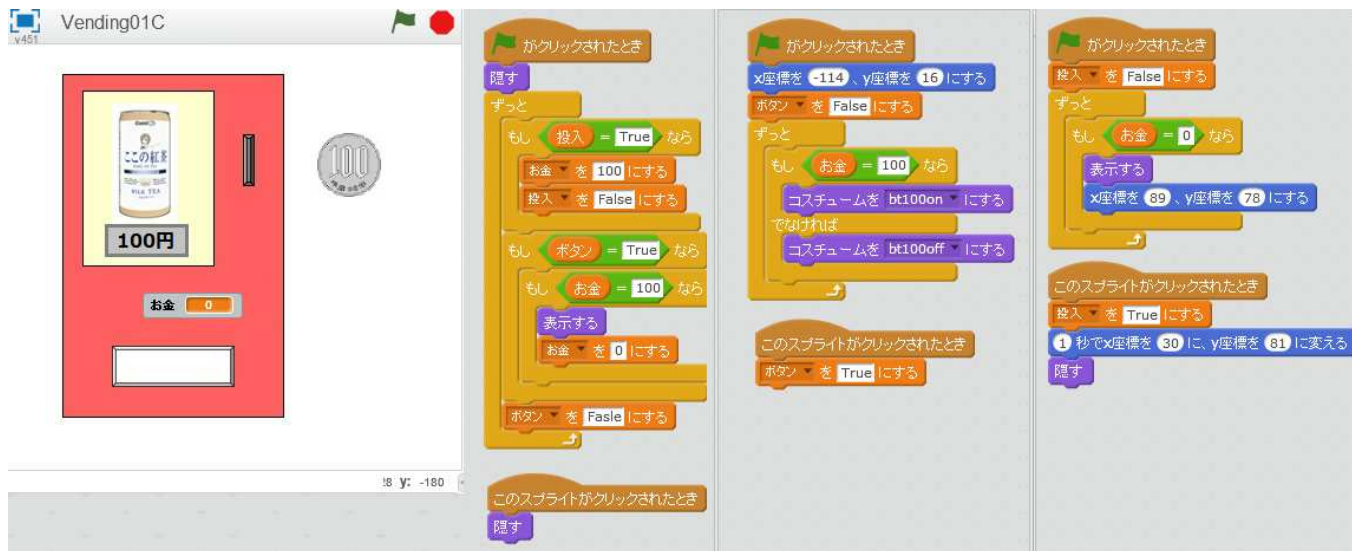 v451
Vending01C
ここの紅茶
MILK TEA
100
100円
お金 0
y: -180
がクリックされたとき
隠す
ずっと
もし 投入 = True なら
お金 を 100 にする
投入 を False にする
もし ボタン = True なら
もし お金 = 100 なら
表示する
お金 を 0 にする
ボタン を Fasle にする
このスプライトがクリックされたとき
隠す
がクリックされたとき
x座標を -114 、y座標を 16 にする
ボタン を False にする
ずっと
もし お金 = 100 なら
コスチュームを bt100on にする
でなければ
コスチュームを bt100off にする
このスプライトがクリックされたとき
ボタン を True にする
がクリックされたとき
投入 を False にする
ずっと
もし お金 = 0 なら
表示する
x座標を 89 、y座標を 78 にする
このスプライトがクリックされたとき
投入 を True にする
1 秒でx座標を 30 に、y座標を 81 に変える
隠す